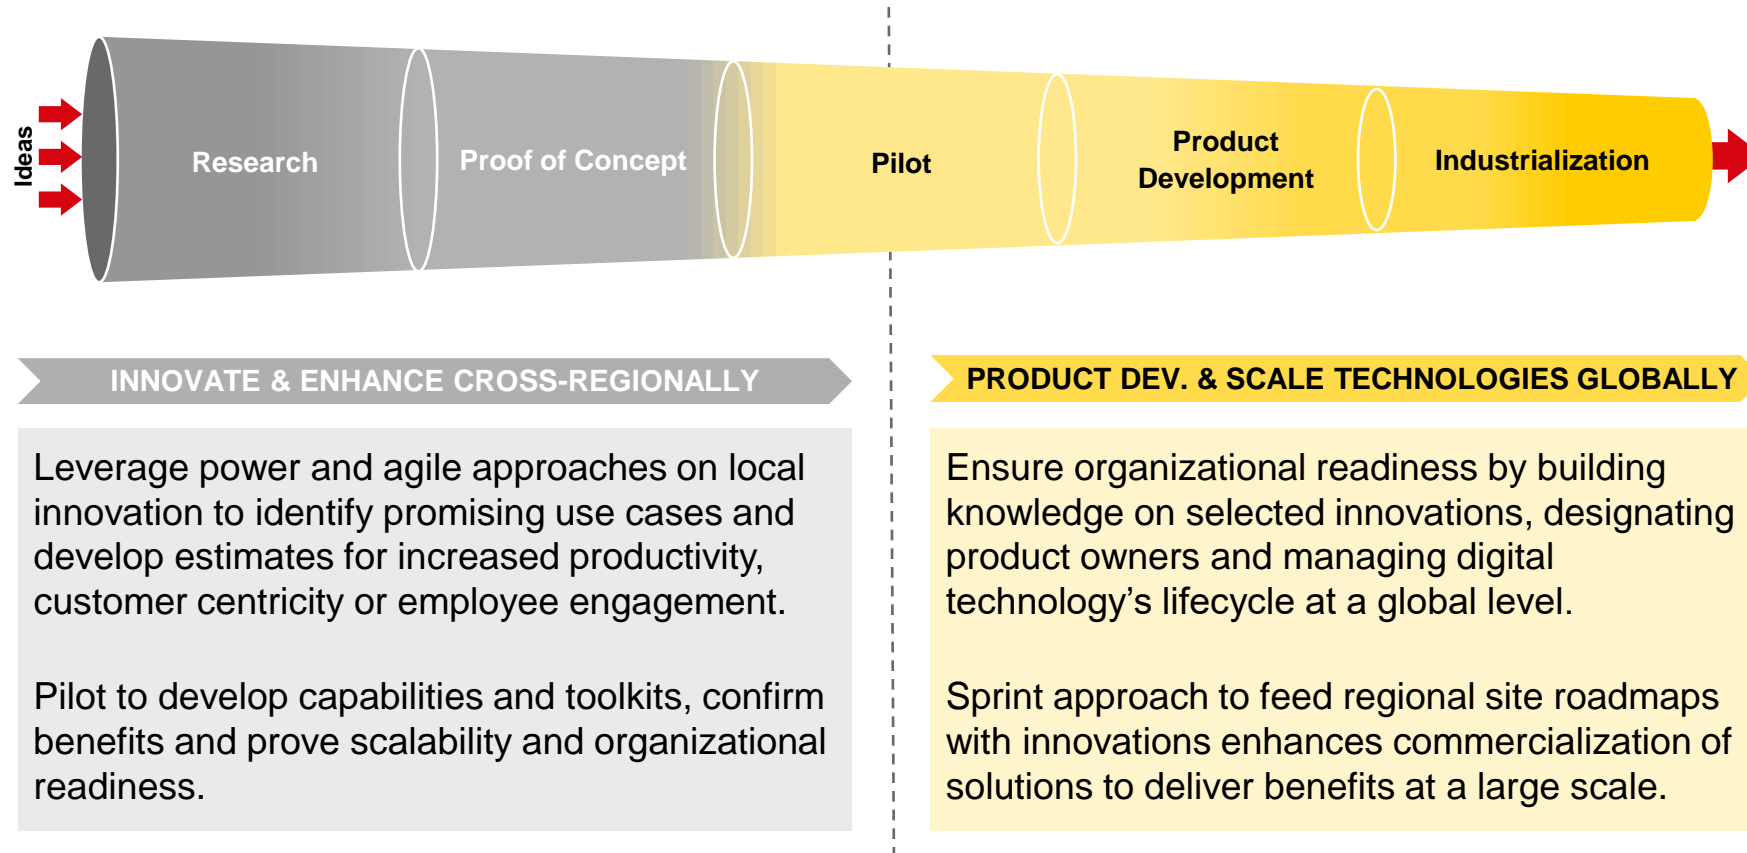 Ideas
Research
Proof of Concept
Pilot
Product
Development
Industrialization
INNOVATE & ENHANCE CROSS-REGIONALLY
Leverage power and agile approaches on local
innovation to identify promising use cases and
develop estimates for increased productivity,
customer centricity or employee engagement.
Pilot to develop capabilities and toolkits, confirm
benefits and prove scalability and organizational
readiness.
PRODUCT DEV. & SCALE TECHNOLOGIES GLOBALLY
Ensure organizational readiness by building
knowledge on selected innovations, designating
product owners and managing digital
technology’s lifecycle at a global level.
Sprint approach to feed regional site roadmaps
with innovations enhances commercialization of
solutions to deliver benefits at a large scale.